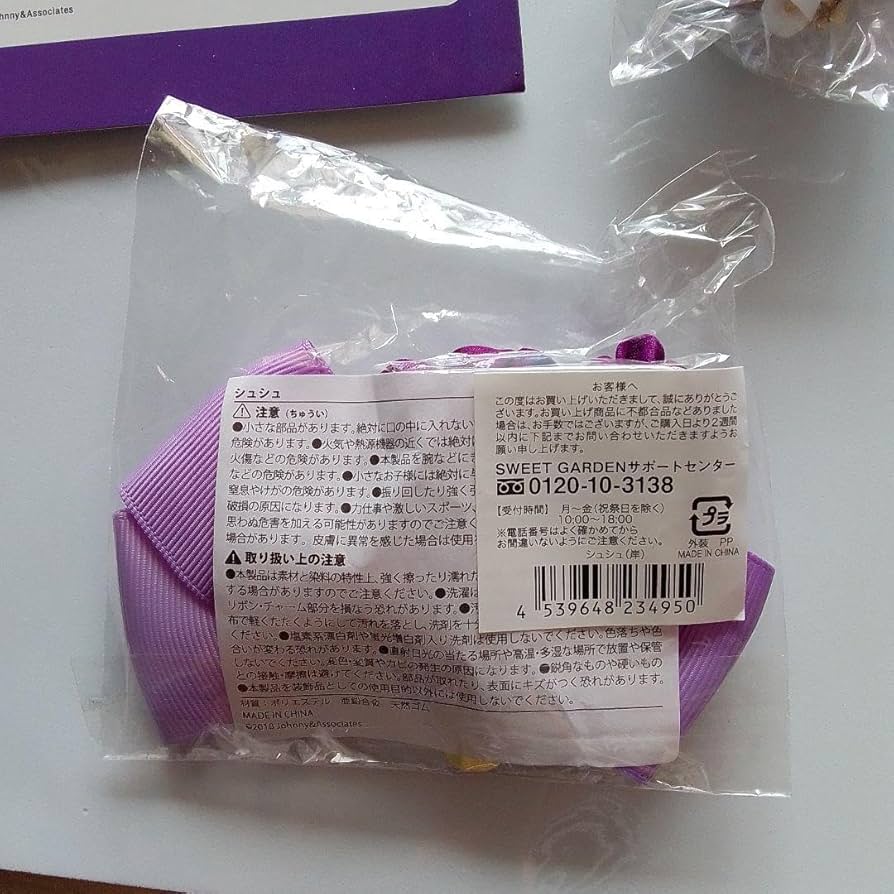 Johnny&Associates
シュシュ
注意（ちゅうい）
●小さな部品があります。絶対に口の中に入れない
危険があります。●火気や熱源機器の近くでは絶対に
火傷などの危険があります。●本製品を腕などに
などの危険があります。●小さなお子様には絶対に
窒息やけがの危険があります。●振り回したり強く引
破損の原因になります。●力仕事や激しいスポーツ、
思わぬ危害を加える可能性がありますのでご注意く
があります。皮膚に異常を感じた場合は使用
取り扱い上の注意
●本製品は素材と染料の特性上、強く擦ったり濡れた
する場合がありますのでご注意ください。●洗濯
リボン・チャーム部分を損なう恐れがあります。●汚
布で軽くたたくようにして汚れを落とし、洗剤を十
ください。●塩素系漂白剤や蛍光増白剤入り洗剤は使用しないでください。色落ちや色
合いが変わる恐れがあります。●直射日光の当たる場所や高温・多湿な場所で放置や保管
しないでください。変色・変質やカビの発生の原因になります。●鋭角なものや硬いもの
との接触・摩擦は避けてください。部品が取れたり、表面にキズがつく恐れがあります。
●本製品を装飾品としての使用目的以外には使用しないでください。
材質：ポリエステル 亜鉛合金 天然ゴム
MADE IN CHINA
©2018 Johnny&Associates
お客様へ
この度はお買い上げいただきまして、誠にありがとう
ございます。お買い上げ商品に不都合品などありました
場合は、お手数ではございますが、ご購入日より2週間
以内に下記までお問い合わせいただきますようお
願い申し上げます。
SWEET GARDENサポートセンター
0120-10-3138
【受付時間】 月～金（祝祭日を除く）
10:00～18:00
※電話番号はよく確かめてから
お間違いないようにご注意ください。
シュシュ（岸）
プラ
外装 PP
MADE IN CHINA
4 539648 234950